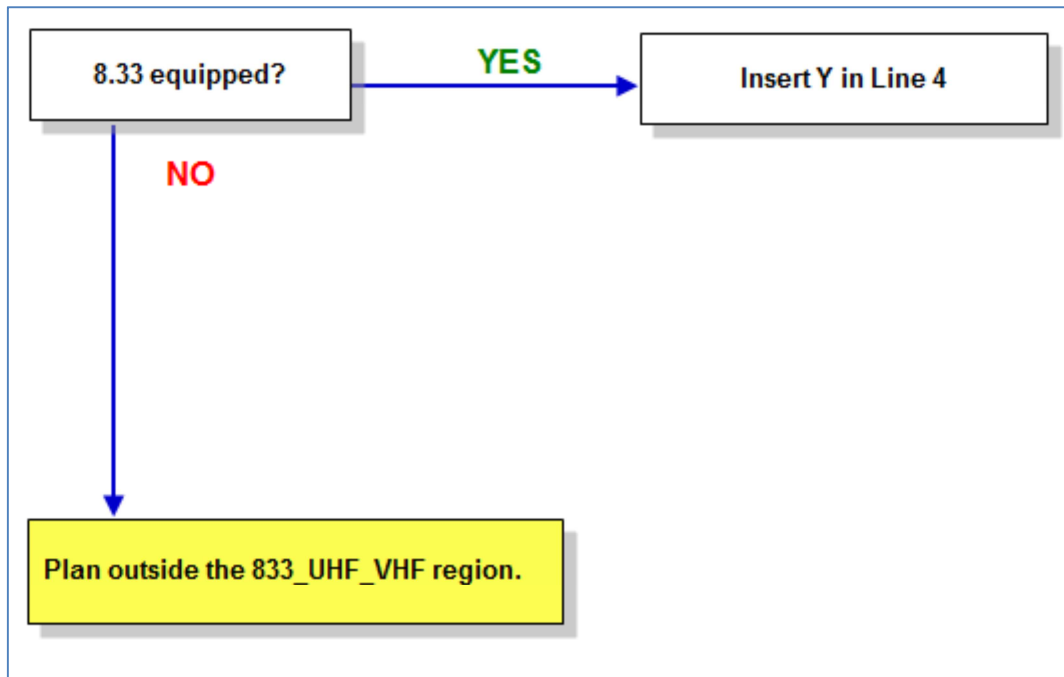 8.33 equipped?
YES
Insert Y in Line 4
NO
Plan outside the 833_UHF_VHF region.